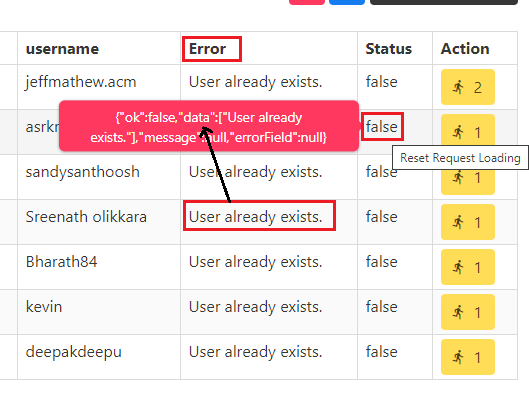 username Error Status Action
jeffmathew.acm User already exists. false 2
{"ok":false,"data":["User already
exists."],"message":null,"errorField":null}
false 1
Reset Request Loading
sandysanthoosh User already exists. false 1
Sreenath olikkara User already exists. false 1
Bharath84 User already exists. false 1
kevin User already exists. false 1
deepakdeepu User already exists. false 1